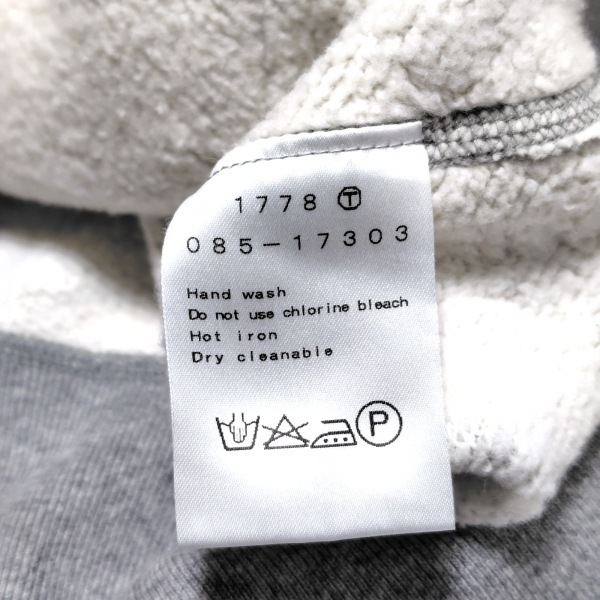 1778 Ⓣ
085-17303
Hand wash
Do not use chlorine bleach
Hot iron
Dry cleanable
P